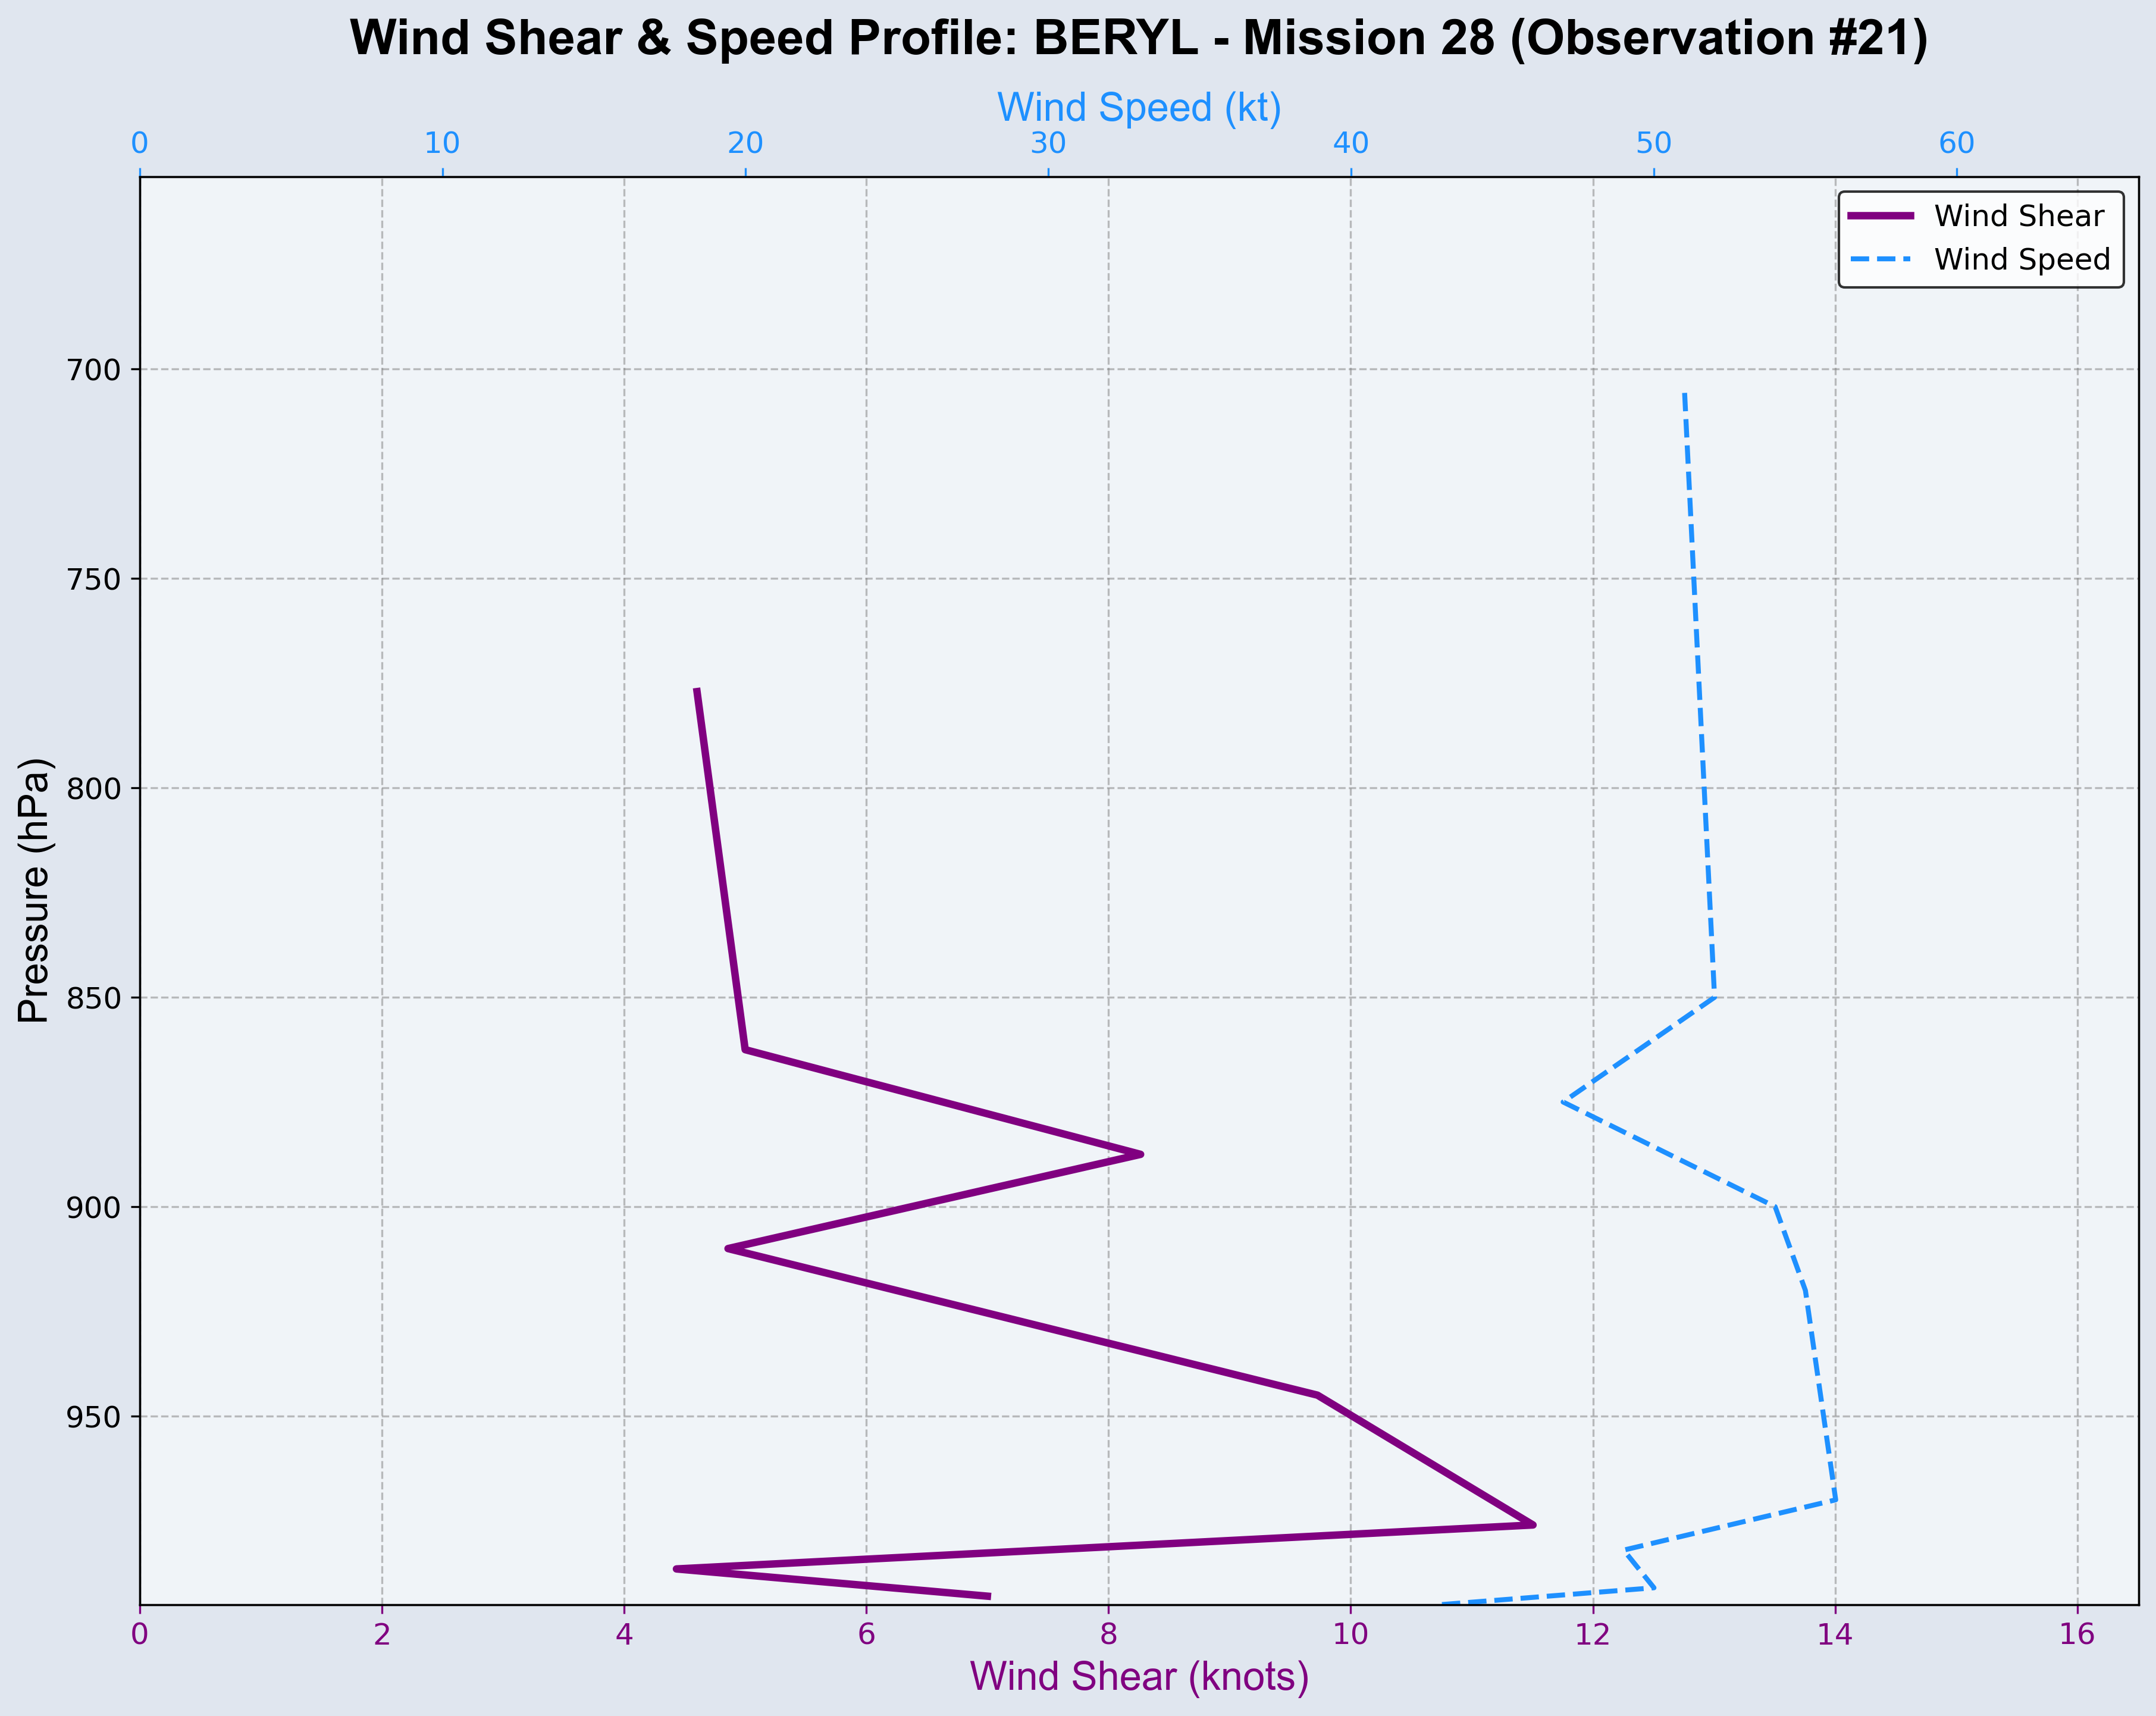 Wind Shear & Speed Profile: BERYL - Mission 28 (Observation #21)
Wind Speed (kt)
0 10 20 30 40 50 60
Wind Shear
Wind Speed
Pressure (hPa)
700
750
800
850
900
950
0 2 4 6 8 10 12 14 16
Wind Shear (knots)